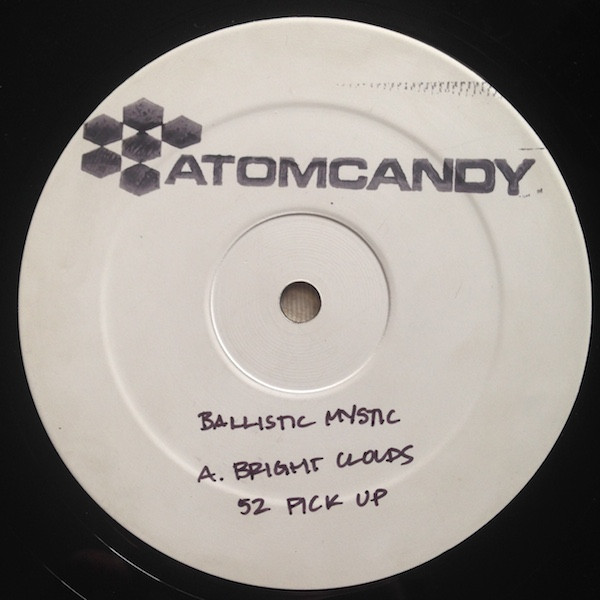 ATOMCANDY
BALLISTIC MYSTIC
A. BRIGHT CLOUDS
52 PICK UP